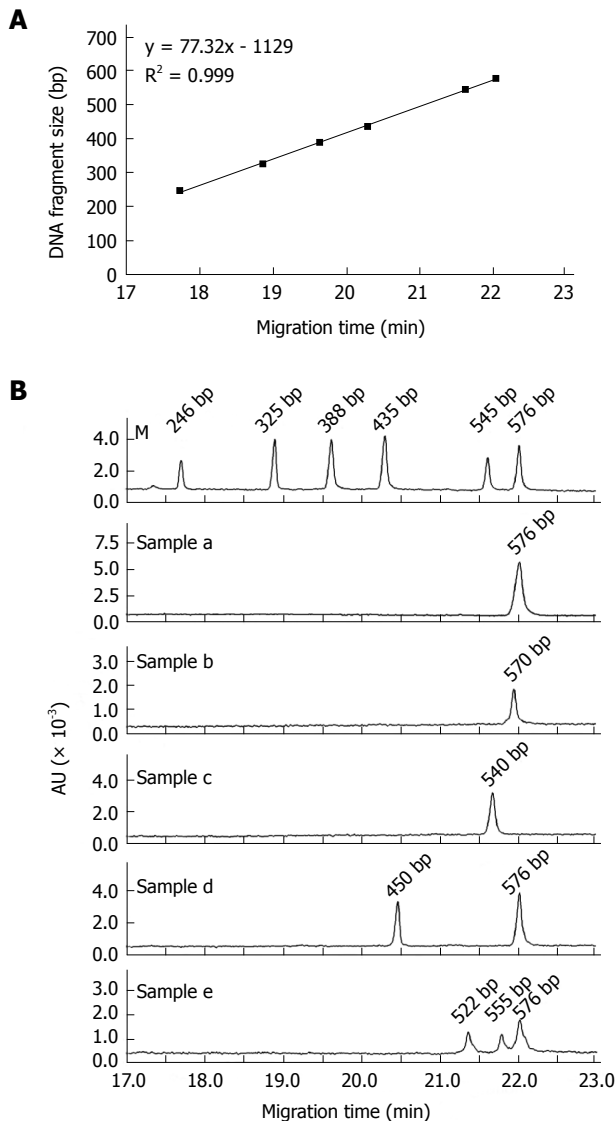 A
y = 77.32x - 1129
R² = 0.999
700
600
500
400
300
200
100
0
DNA fragment size (bp)
17 18 19 20 21 22 23
Migration time (min)
B
246 bp 325 bp 388 bp 435 bp 545 bp 576 bp
M
4.0
2.0
0.0
576 bp
Sample a
7.5
5.0
2.5
0.0
570 bp
Sample b
3.0
2.0
1.0
0.0
AU (× 10⁻³)
540 bp
Sample c
4.0
2.0
0.0
450 bp 576 bp
Sample d
4.0
2.0
0.0
522 bp 555 bp 576 bp
Sample e
3.0
2.0
1.0
0.0
17.0 18.0 19.0 20.0 21.0 22.0 23.0
Migration time (min)